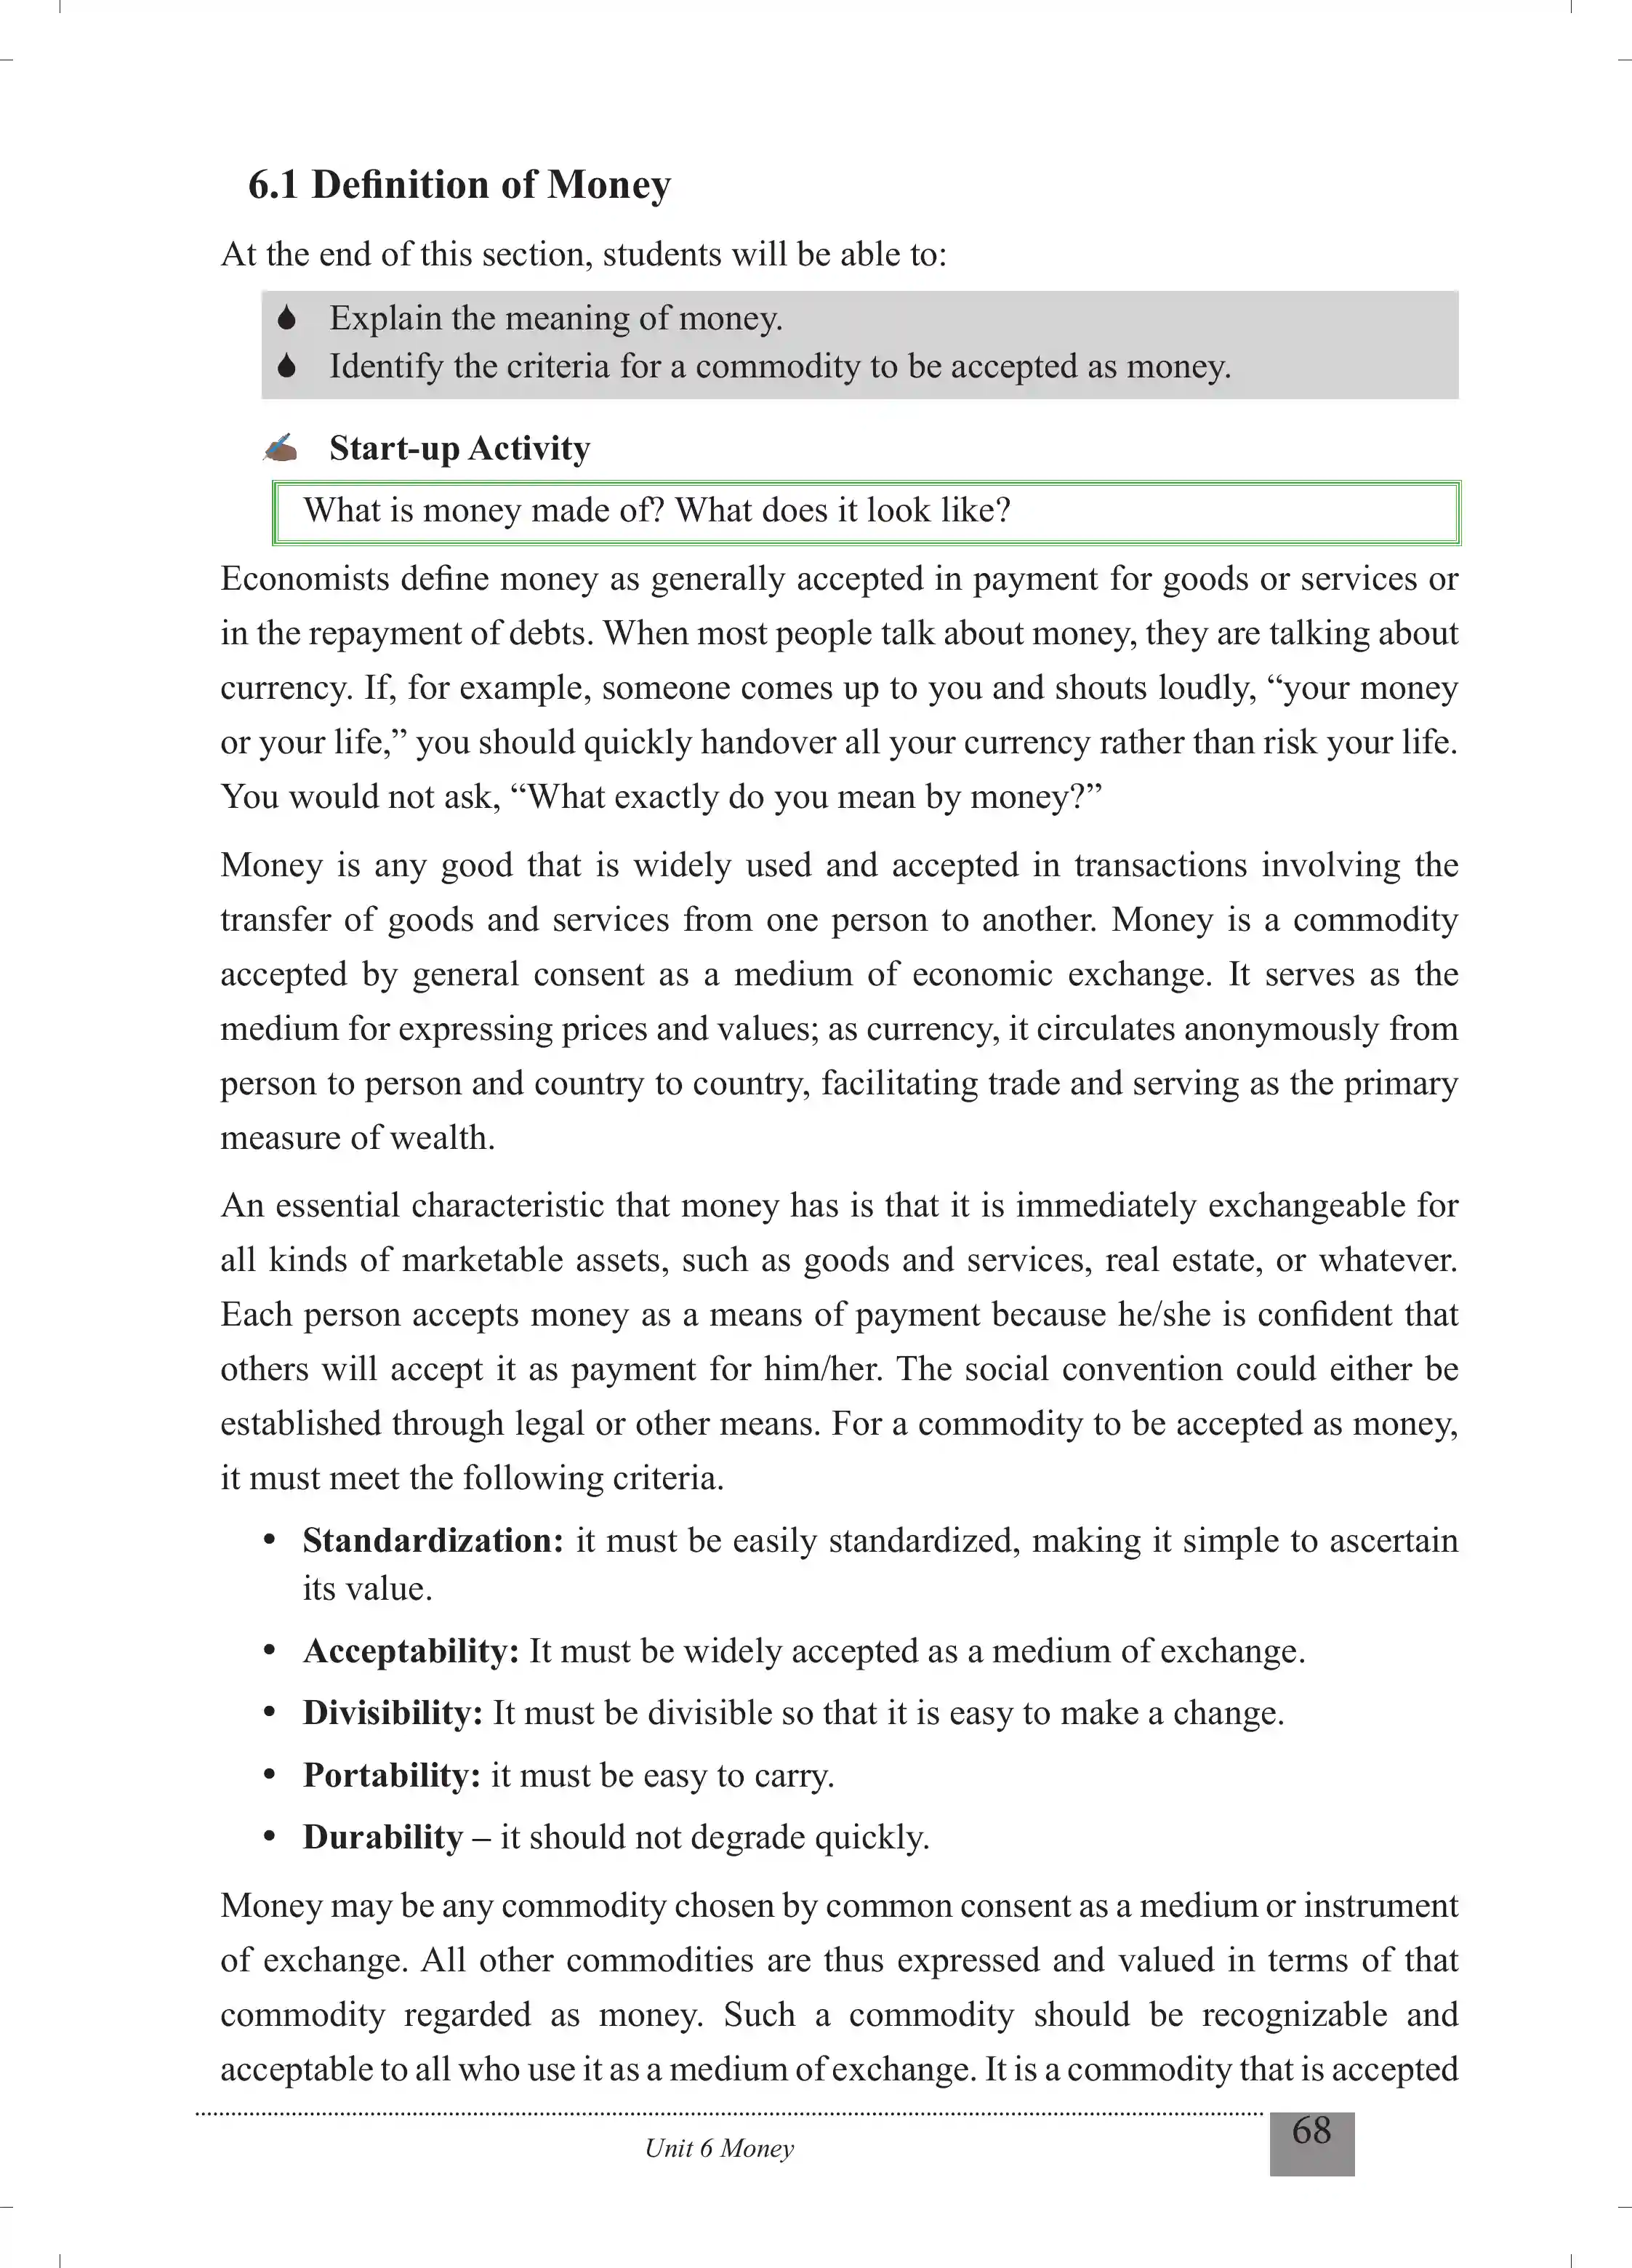 6.1 Definition of Money
At the end of this section, students will be able to:
Explain the meaning of money.
Identify the criteria for a commodity to be accepted as money.
Start-up Activity
What is money made of? What does it look like?
Economists define money as generally accepted in payment for goods or services or
in the repayment of debts. When most people talk about money, they are talking about
currency. If, for example, someone comes up to you and shouts loudly, “your money
or your life,” you should quickly handover all your currency rather than risk your life.
You would not ask, “What exactly do you mean by money?”
Money is any good that is widely used and accepted in transactions involving the
transfer of goods and services from one person to another. Money is a commodity
accepted by general consent as a medium of economic exchange. It serves as the
medium for expressing prices and values; as currency, it circulates anonymously from
person to person and country to country, facilitating trade and serving as the primary
measure of wealth.
An essential characteristic that money has is that it is immediately exchangeable for
all kinds of marketable assets, such as goods and services, real estate, or whatever.
Each person accepts money as a means of payment because he/she is confident that
others will accept it as payment for him/her. The social convention could either be
established through legal or other means. For a commodity to be accepted as money,
it must meet the following criteria.
• Standardization: it must be easily standardized, making it simple to ascertain
its value.
• Acceptability: It must be widely accepted as a medium of exchange.
• Divisibility: It must be divisible so that it is easy to make a change.
• Portability: it must be easy to carry.
• Durability – it should not degrade quickly.
Money may be any commodity chosen by common consent as a medium or instrument
of exchange. All other commodities are thus expressed and valued in terms of that
commodity regarded as money. Such a commodity should be recognizable and
acceptable to all who use it as a medium of exchange. It is a commodity that is accepted
Unit 6 Money
68